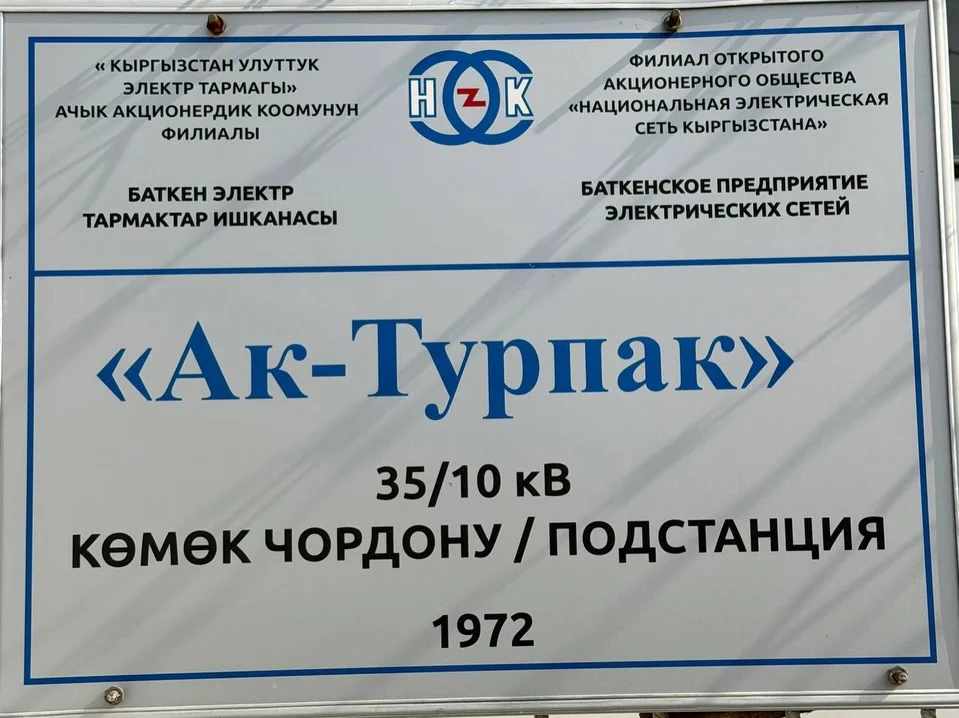 « КЫРГЫЗСТАН УЛУТТУК
ЭЛЕКТР ТАРМАГЫ»
АЧЫК АКЦИОНЕРДИК КООМУНУН
ФИЛИАЛЫ
БАТКЕН ЭЛЕКТР
ТАРМАКТАР ИШКАНАСЫ
НZК
ФИЛИАЛ ОТКРЫТОГО
АКЦИОНЕРНОГО ОБЩЕСТВА
«НАЦИОНАЛЬНАЯ ЭЛЕКТРИЧЕСКАЯ
СЕТЬ КЫРГЫЗСТАНА»
БАТКЕНСКОЕ ПРЕДПРИЯТИЕ
ЭЛЕКТРИЧЕСКИХ СЕТЕЙ
«Ак-Турпак»
35/10 кВ
КӨМӨК ЧОРДОНУ / ПОДСТАНЦИЯ
1972